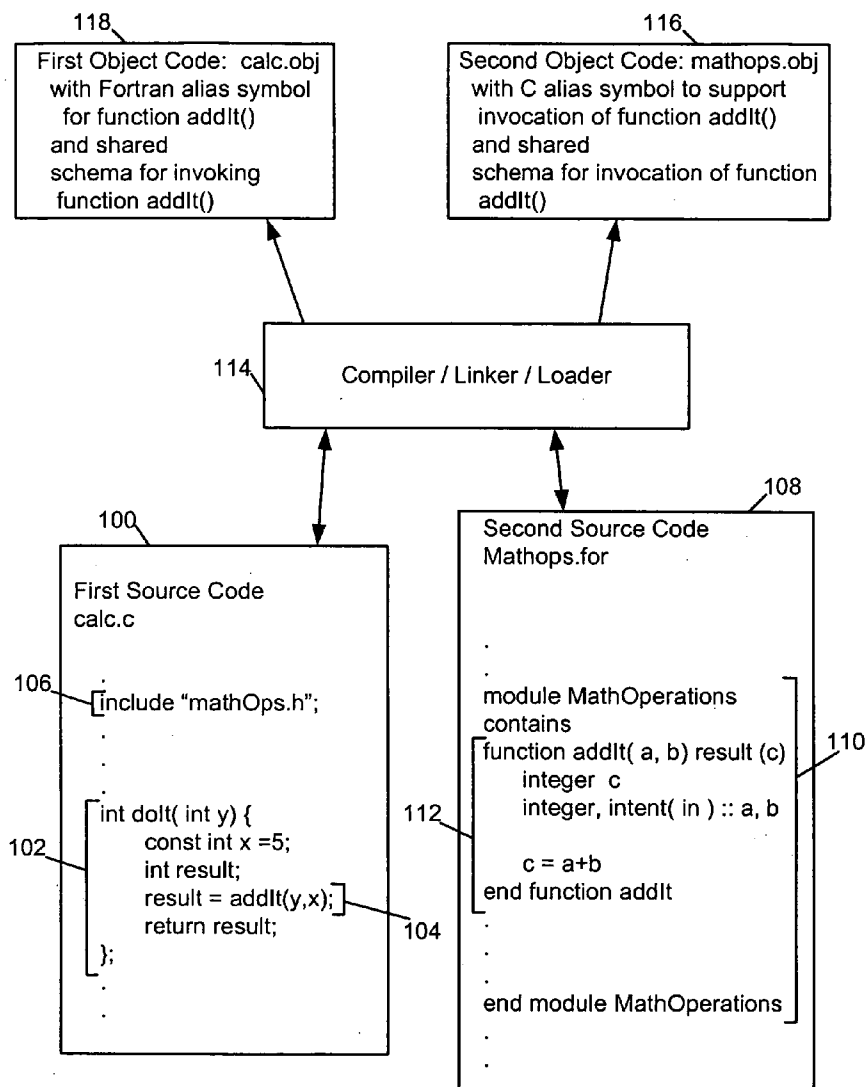 118
First Object Code: calc.obj
with Fortran alias symbol
for function addIt()
and shared
schema for invoking
function addIt()
116
Second Object Code: mathops.obj
with C alias symbol to support
invocation of function addIt()
and shared
schema for invocation of function
addIt()
114
Compiler / Linker / Loader
100
First Source Code
calc.c
.
106
include “mathOps.h”;
.
.
.
.
102
int doIt( int y) {
const int x =5;
int result;
result = addIt(y,x);
104
return result;
};
.
.
108
Second Source Code
Mathops.for
.
.
module MathOperations
contains
110
function addIt( a, b) result (c)
integer c
integer, intent( in ) :: a, b
112
c = a+b
end function addIt
.
.
.
.
end module MathOperations
.
.